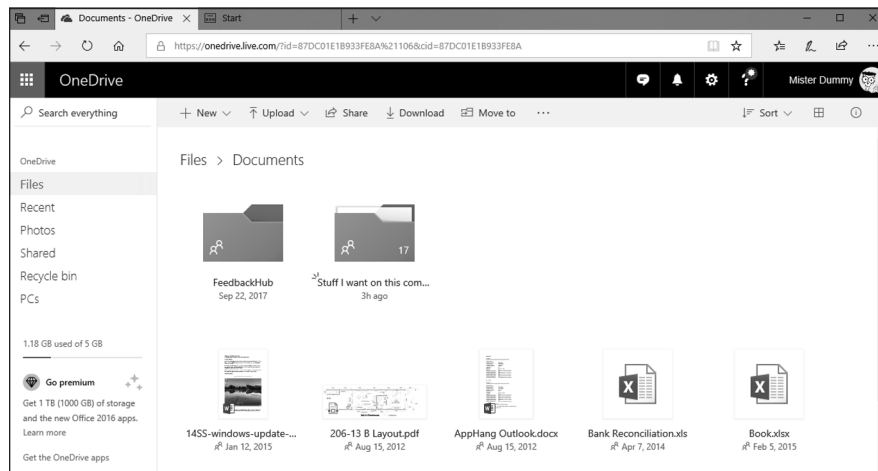 Documents - OneDrive
Start
https://onedrive.live.com/?id=87DC01E1B933FE8A%21106&cid=87DC01E1B933FE8A
OneDrive
Mister Dummy
Search everything
New
Upload
Share
Download
Move to
Sort
OneDrive
Files
Recent
Photos
Shared
Recycle bin
PCs
1.18 GB used of 5 GB
Go premium
Get 1 TB (1000 GB) of storage
and the new Office 2016 apps.
Learn more
Get the OneDrive apps
Files > Documents
17
FeedbackHub
Sep 22, 2017
Stuff I want on this com...
3h ago
14SS-windows-update-...
Jan 12, 2015
206-13 B Layout.pdf
Aug 15, 2012
AppHang Outlook.docx
Aug 15, 2012
Bank Reconciliation.xls
Apr 7, 2014
Book.xlsx
Feb 5, 2015